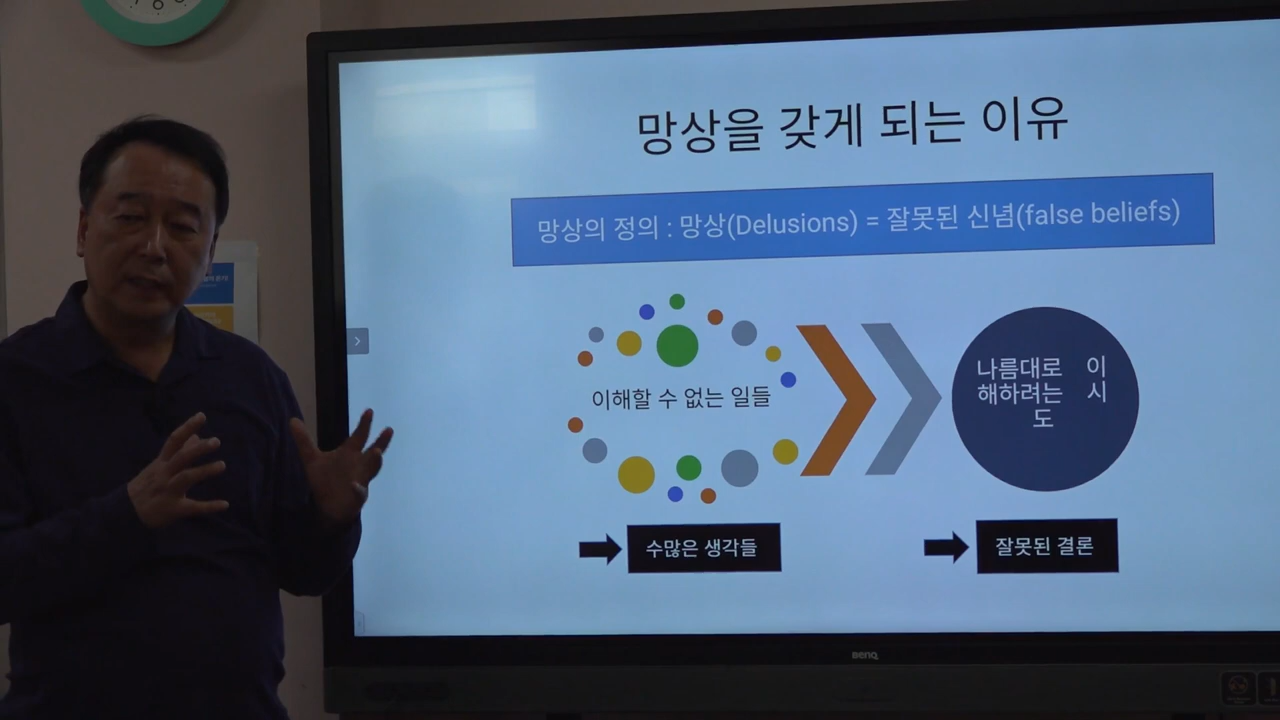 망상을 갖게 되는 이유
망상의 정의 : 망상(Delusions) = 잘못된 신념(false beliefs)
이해할 수 없는 일들
나름대로 이
해하려는 시
도
수많은 생각들
잘못된 결론
BenQ